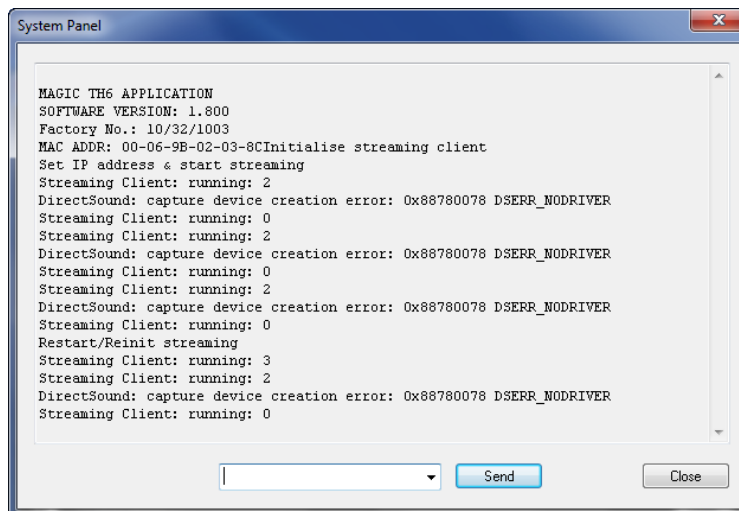 System Panel
MAGIC TH6 APPLICATION
SOFTWARE VERSION: 1.800
Factory No.: 10/32/1003
MAC ADDR: 00-06-9B-02-03-8CInitialise streaming client
Set IP address & start streaming
Streaming Client: running: 2
DirectSound: capture device creation error: 0x88780078 DSERR_NODRIVER
Streaming Client: running: 0
Streaming Client: running: 2
DirectSound: capture device creation error: 0x88780078 DSERR_NODRIVER
Streaming Client: running: 0
Streaming Client: running: 2
DirectSound: capture device creation error: 0x88780078 DSERR_NODRIVER
Streaming Client: running: 0
Restart/Reinit streaming
Streaming Client: running: 3
Streaming Client: running: 2
DirectSound: capture device creation error: 0x88780078 DSERR_NODRIVER
Streaming Client: running: 0
Send Close